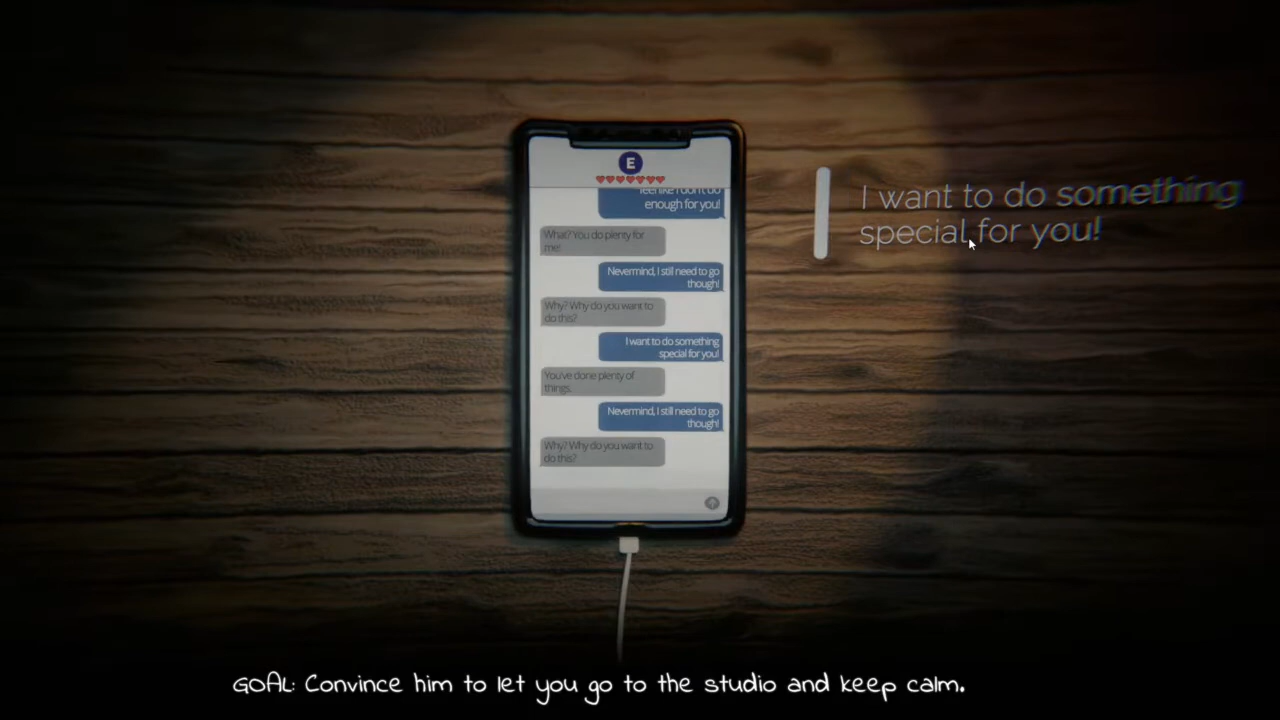 E
feel like I don't do
enough for you!
What? You do plenty for
me!
Nevermind, I still need to go
though!
Why? Why do you want to
do this?
I want to do something
special for you!
You've done plenty of
things.
Nevermind, I still need to go
though!
Why? Why do you want to
do this?
I want to do something
special for you!
GOAL: Convince him to let you go to the studio and keep calm.